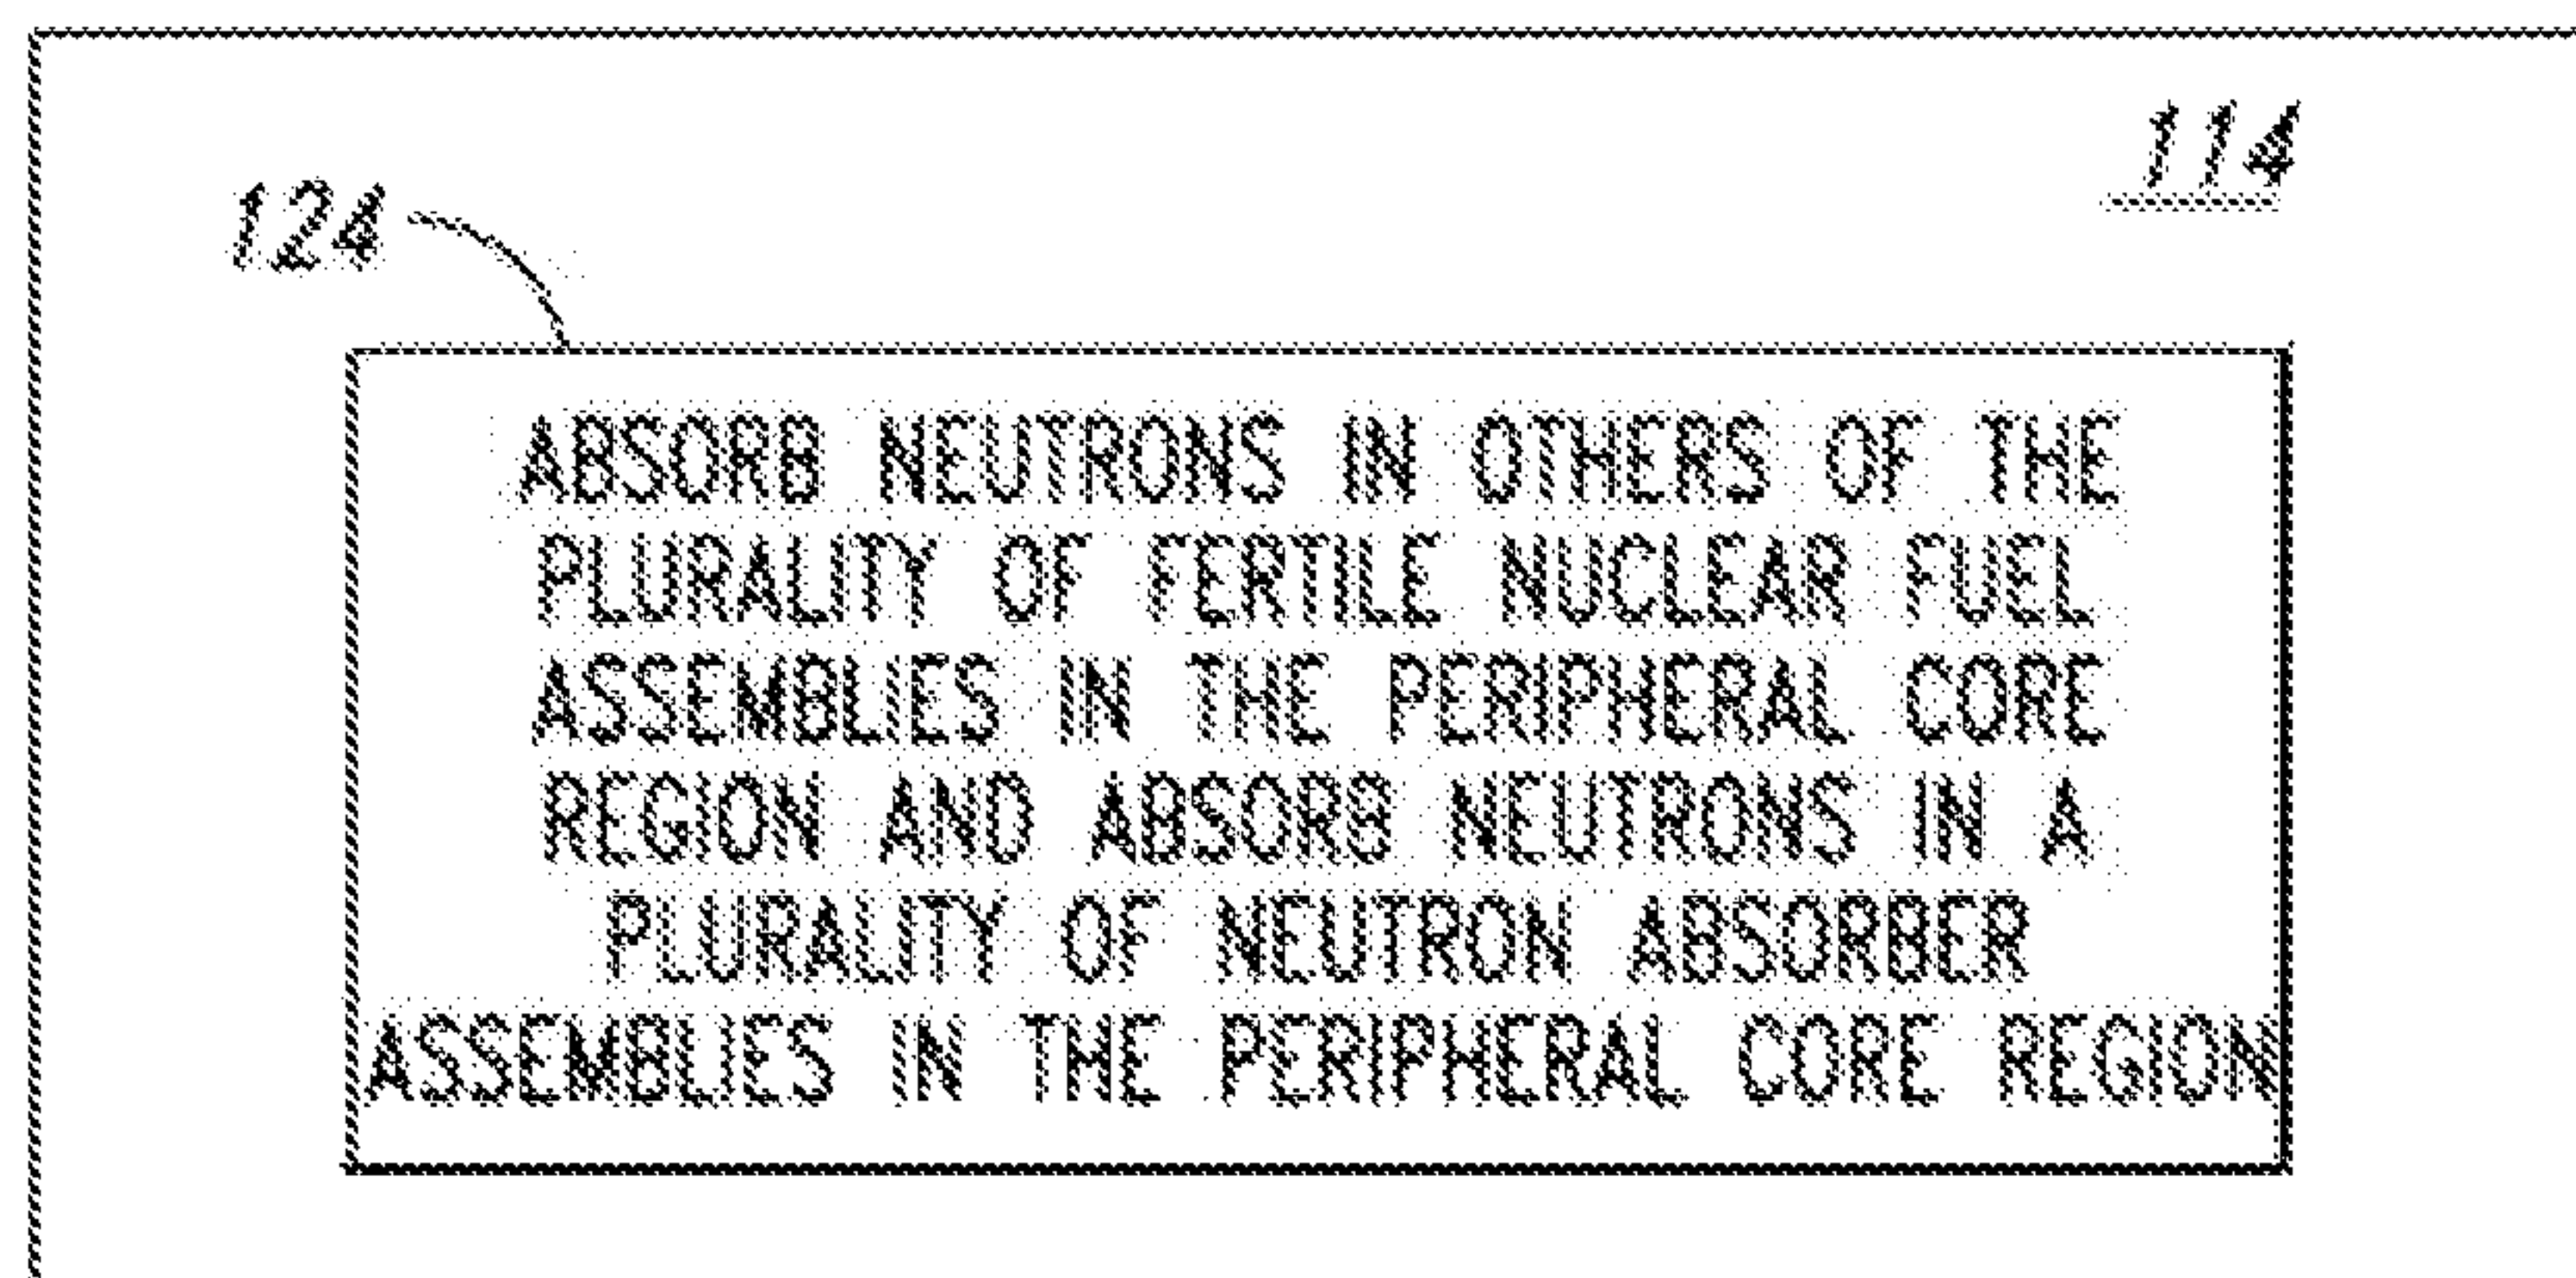 114
124
ABSORB NEUTRONS IN OTHERS OF THE
PLURALITY OF FERTILE NUCLEAR FUEL
ASSEMBLIES IN THE PERIPHERAL CORE
REGION AND ABSORB NEUTRONS IN A
PLURALITY OF NEUTRON ABSORBER
ASSEMBLIES IN THE PERIPHERAL CORE REGION